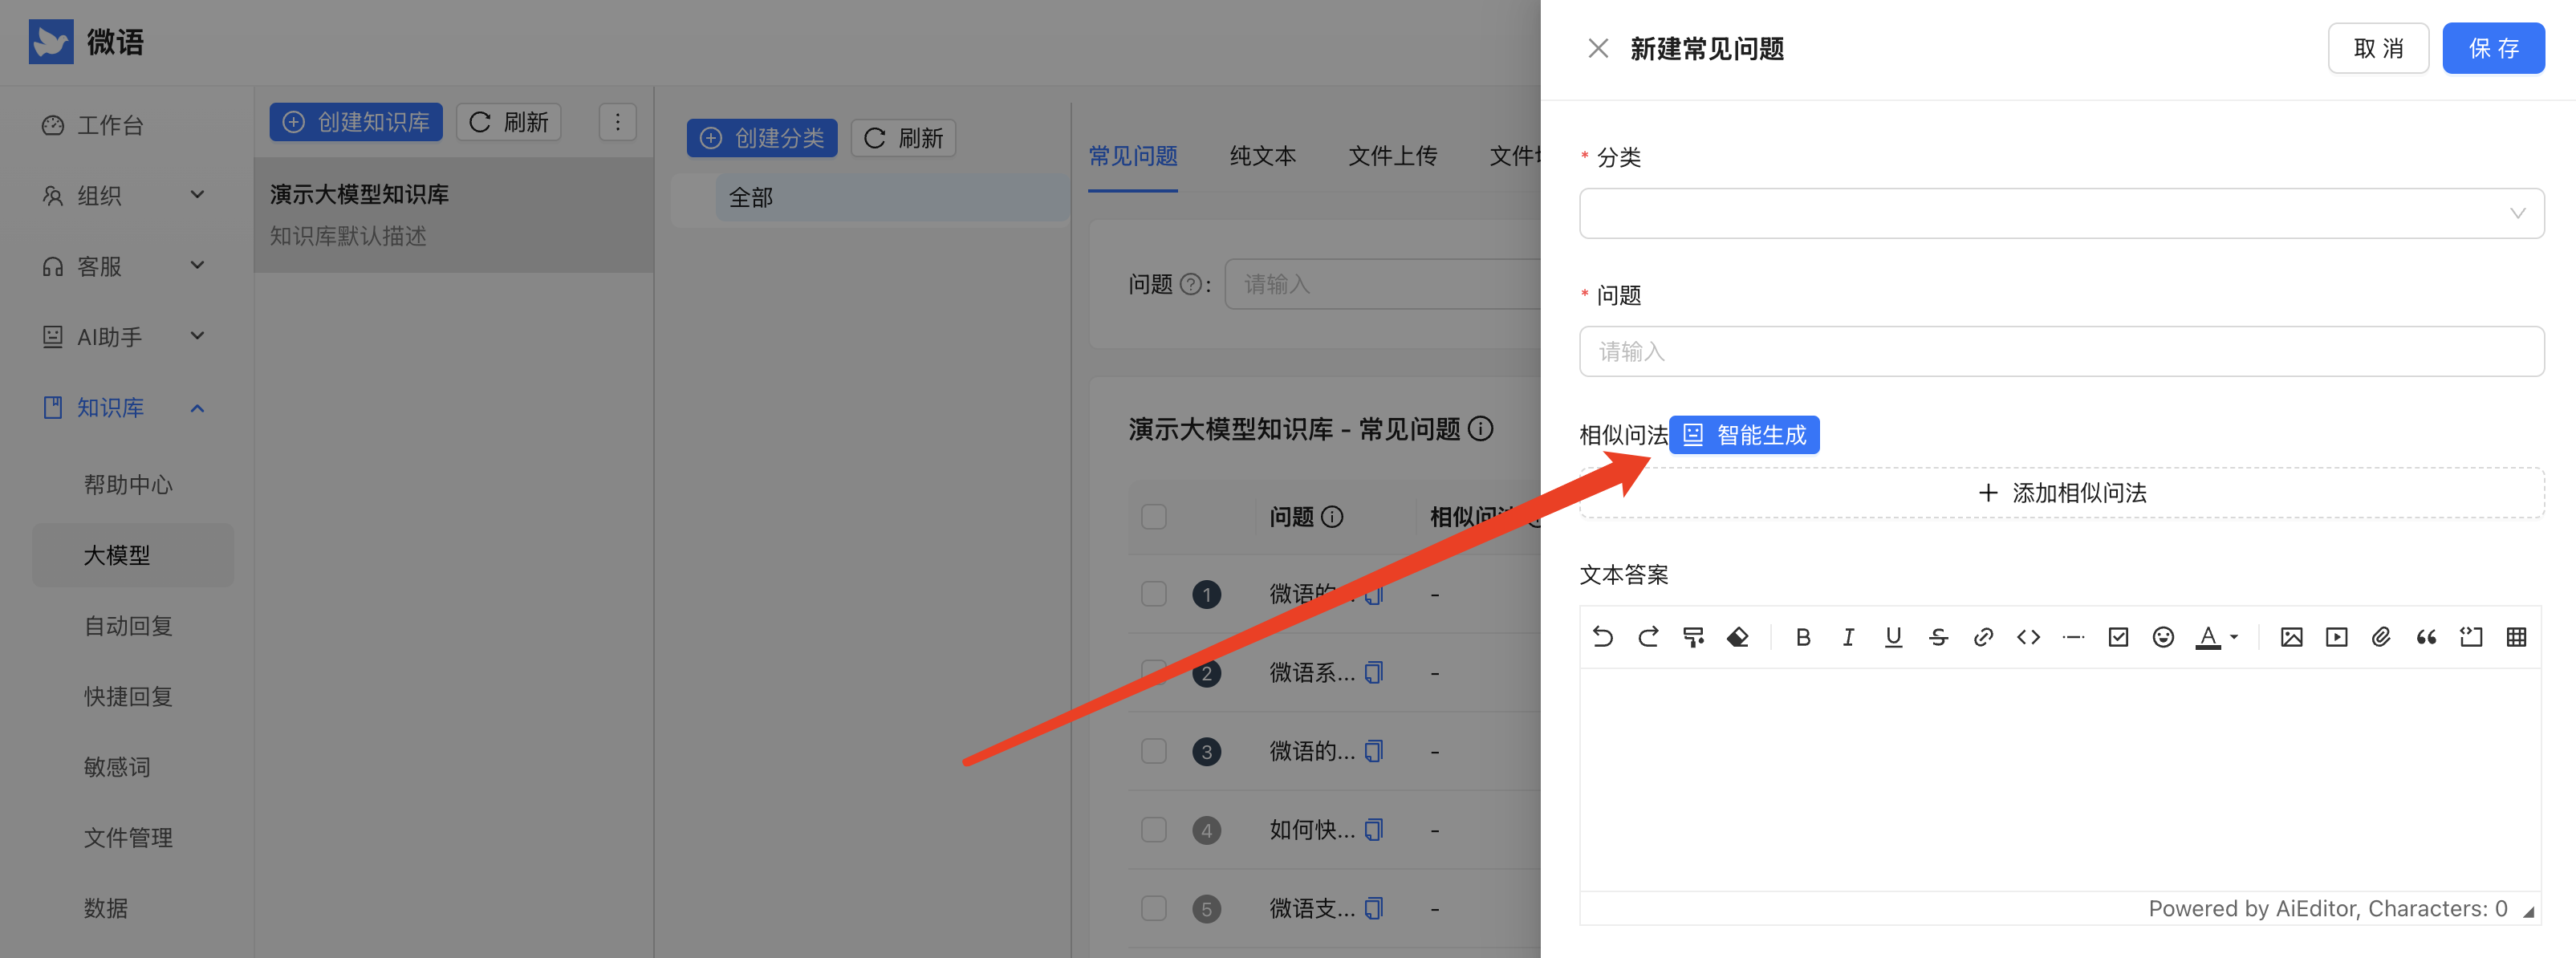 微语
工作台
组织
客服
AI助手
知识库
帮助中心
大模型
自动回复
快捷回复
敏感词
文件管理
数据
创建知识库
刷新
演示大模型知识库
知识库默认描述
创建分类
刷新
全部
常见问题 纯文本 文件上传 文件
问题 ? : 请输入
演示大模型知识库 - 常见问题
问题 相似问法
1 微语的... -
2 微语系... -
3 微语的... -
4 如何快... -
5 微语支... -
新建常见问题
取 消
保 存
* 分类
* 问题
请输入
相似问法 智能生成
+ 添加相似问法
文本答案
Powered by AiEditor, Characters: 0